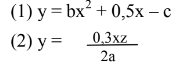 (1) y = bx² + 0,5x – c
(2) y = 0,3xz
2a